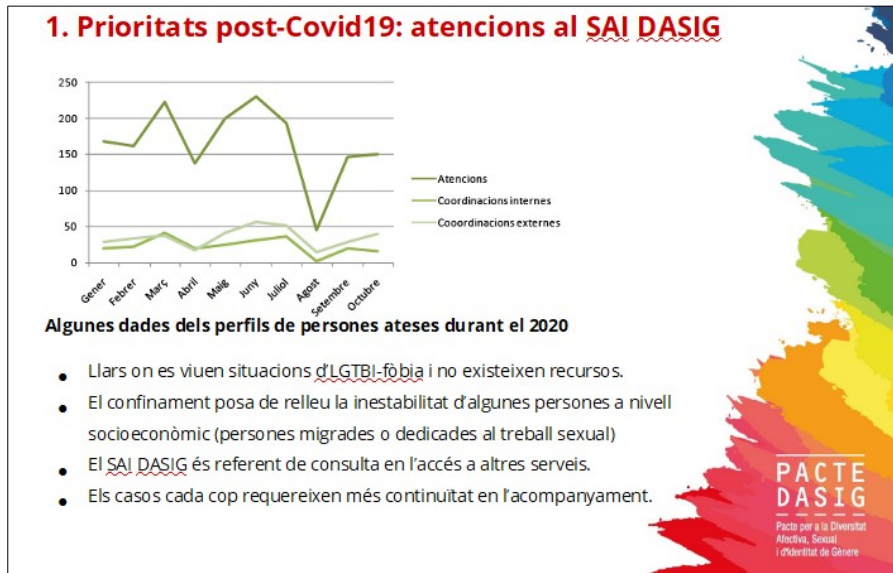 1. Prioritats post-Covid19: atencions al SAI DASIG
250
200
150
100
50
0
Gener
Febrer
Març
Abril
Maig
Juny
Juliol
Agost
Setembre
Octubre
Atencions
Coordinacions internes
Cooordinacions externes
Algunes dades dels perfils de persones ateses durant el 2020
● Llars on es viuen situacions d'LGTBI-fòbia i no existeixen recursos.
● El confinament posa de relleu la inestabilitat d'algunes persones a nivell
socioeconòmic (persones migrades o dedicades al treball sexual)
● El SAI DASIG és referent de consulta en l'accés a altres serveis.
● Els casos cada cop requereixen més continuïtat en l'acompanyament.
PACTE
DASIG
Pacte per a la Diversitat
Afectiva, Sexual
i d'Identitat de Gènere